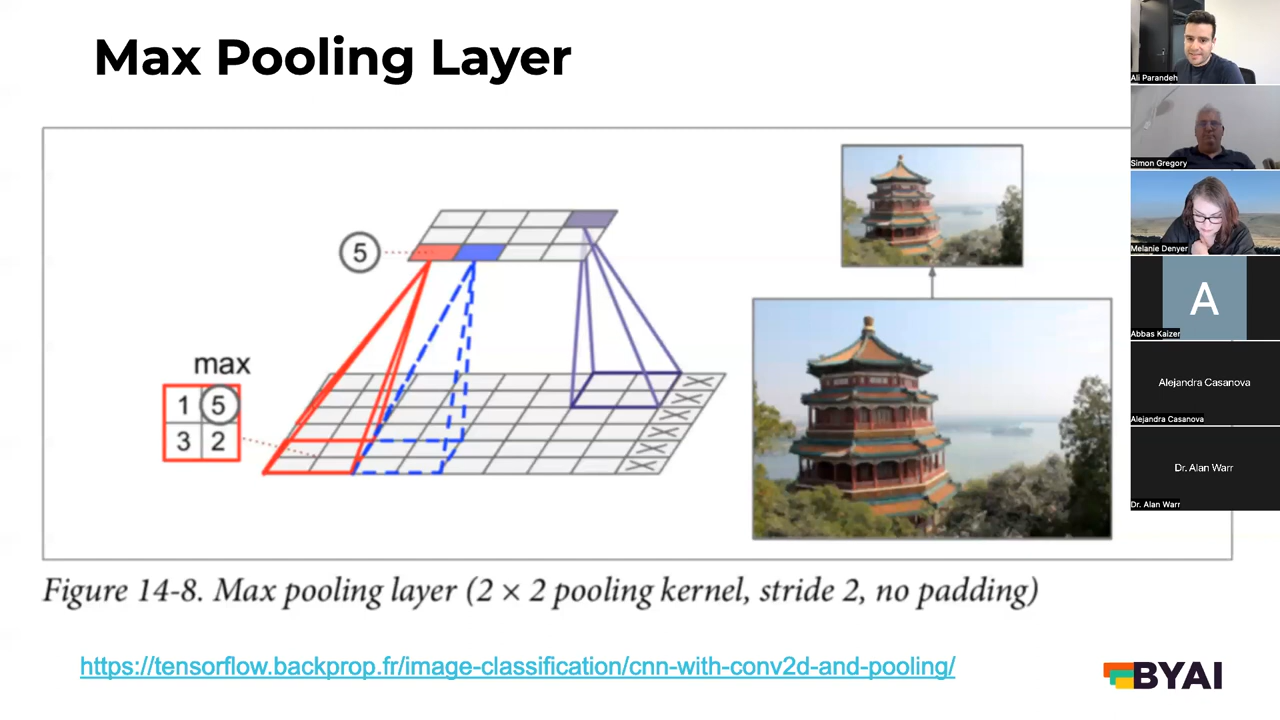 Max Pooling Layer
5
max
1 5
3 2
X
X
X
X
X
Figure 14-8. Max pooling layer (2 × 2 pooling kernel, stride 2, no padding)
https://tensorflow.backprop.fr/image-classification/cnn-with-conv2d-and-pooling/
BYAI
Ali Parandeh
Simon Gregory
Melanie Denyer
A
Abbas Kaizer
Alejandra Casanova
Alejandra Casanova
Dr. Alan Warr
Dr. Alan Warr